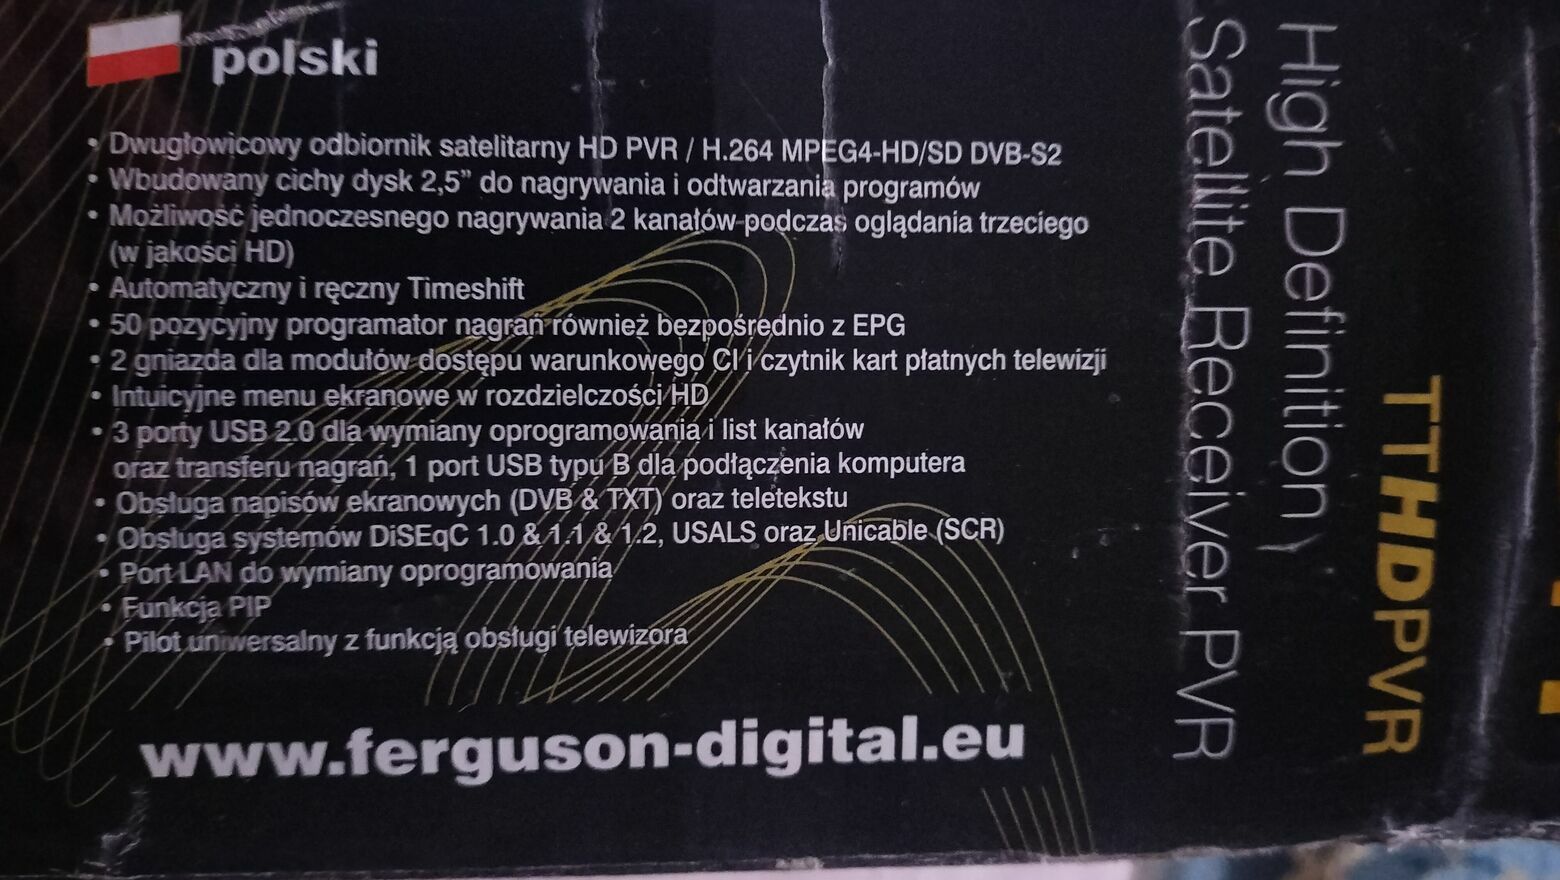 polski
• Dwugłowicowy odbiornik satelitarny HD PVR / H.264 MPEG4-HD/SD DVB-S2
• Wbudowany cichy dysk 2,5” do nagrywania i odtwarzania programów
• Możliwość jednoczesnego nagrywania 2 kanałów podczas oglądania trzeciego
(w jakości HD)
• Automatyczny i ręczny Timeshift
• 50 pozycyjny programator nagrań również bezpośrednio z EPG
• 2 gniazda dla modułów dostępu warunkowego CI i czytnik kart płatnych telewizji
• Intuicyjne menu ekranowe w rozdzielczości HD
• 3 porty USB 2.0 dla wymiany oprogramowania i list kanałów
oraz transferu nagrań, 1 port USB typu B dla podłączenia komputera
• Obsługa napisów ekranowych (DVB & TXT) oraz teletekstu
• Obsługa systemów DiSEqC 1.0 & 1.1 & 1.2, USALS oraz Unicable (SCR)
• Port LAN do wymiany oprogramowania
• Funkcja PIP
• Pilot uniwersalny z funkcją obsługi telewizora
www.ferguson-digital.eu
High Definition
Satellite Receiver PVR
TTHDPVR